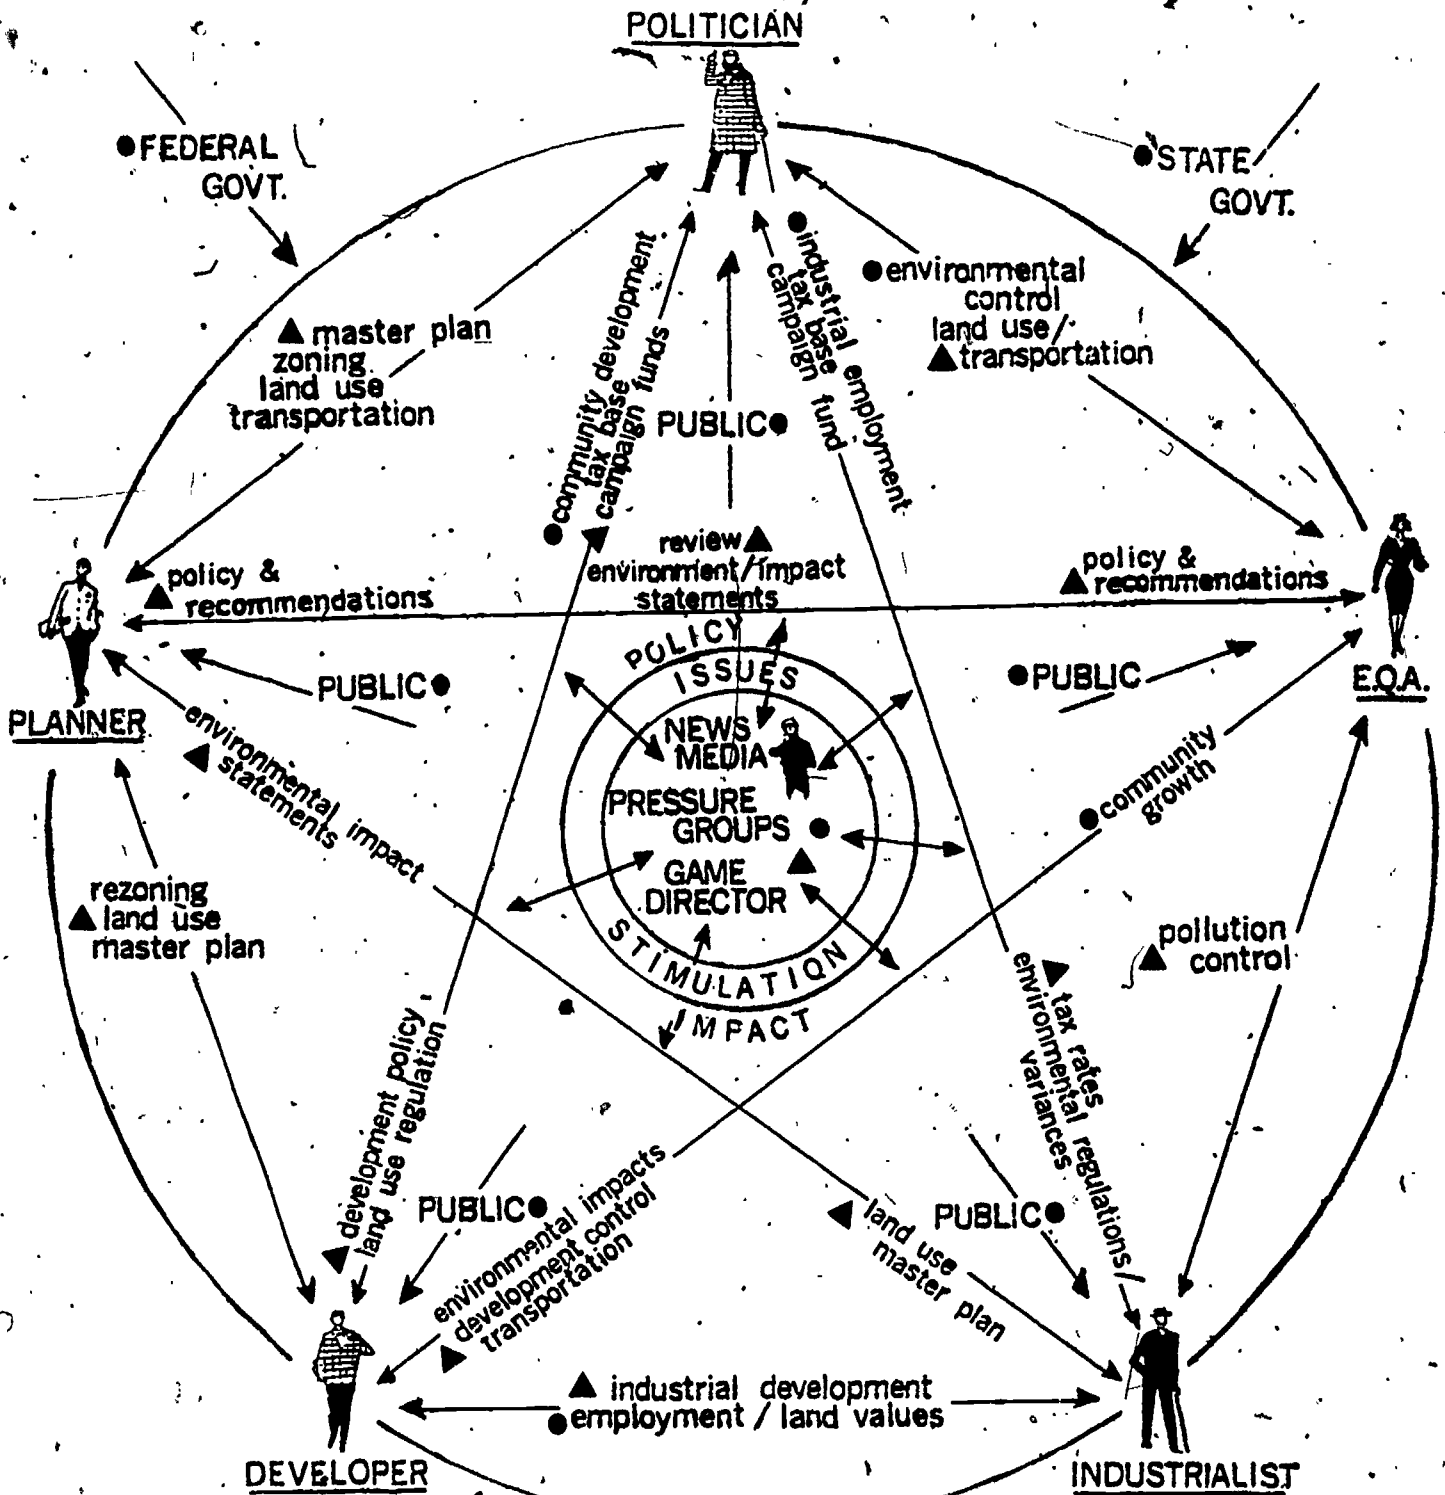 POLITICIAN
FEDERAL
GOVT.
STATE
GOVT.
master plan
zoning
land use
transportation
community development
tax base
campaign funds
PUBLIC
industrial employment
tax base
campaign fund
environmental
control
land use/
transportation
review
environment/impact
statements
policy &
recommendations
policy &
recommendations
PUBLIC
PUBLIC
PLANNER
E.Q.A.
POLICY
ISSUES
NEWS
MEDIA
PRESSURE
GROUPS
GAME
DIRECTOR
STIMULATION
IMPACT
environmental impact
statements
community
growth
rezoning
land use
master plan
pollution
control
development policy
land use regulation
tax rates
environmental regulations/
variances
PUBLIC
environmental impacts
development control
transportation
land use
master plan
PUBLIC
industrial development
employment / land values
DEVELOPER
INDUSTRIALIST